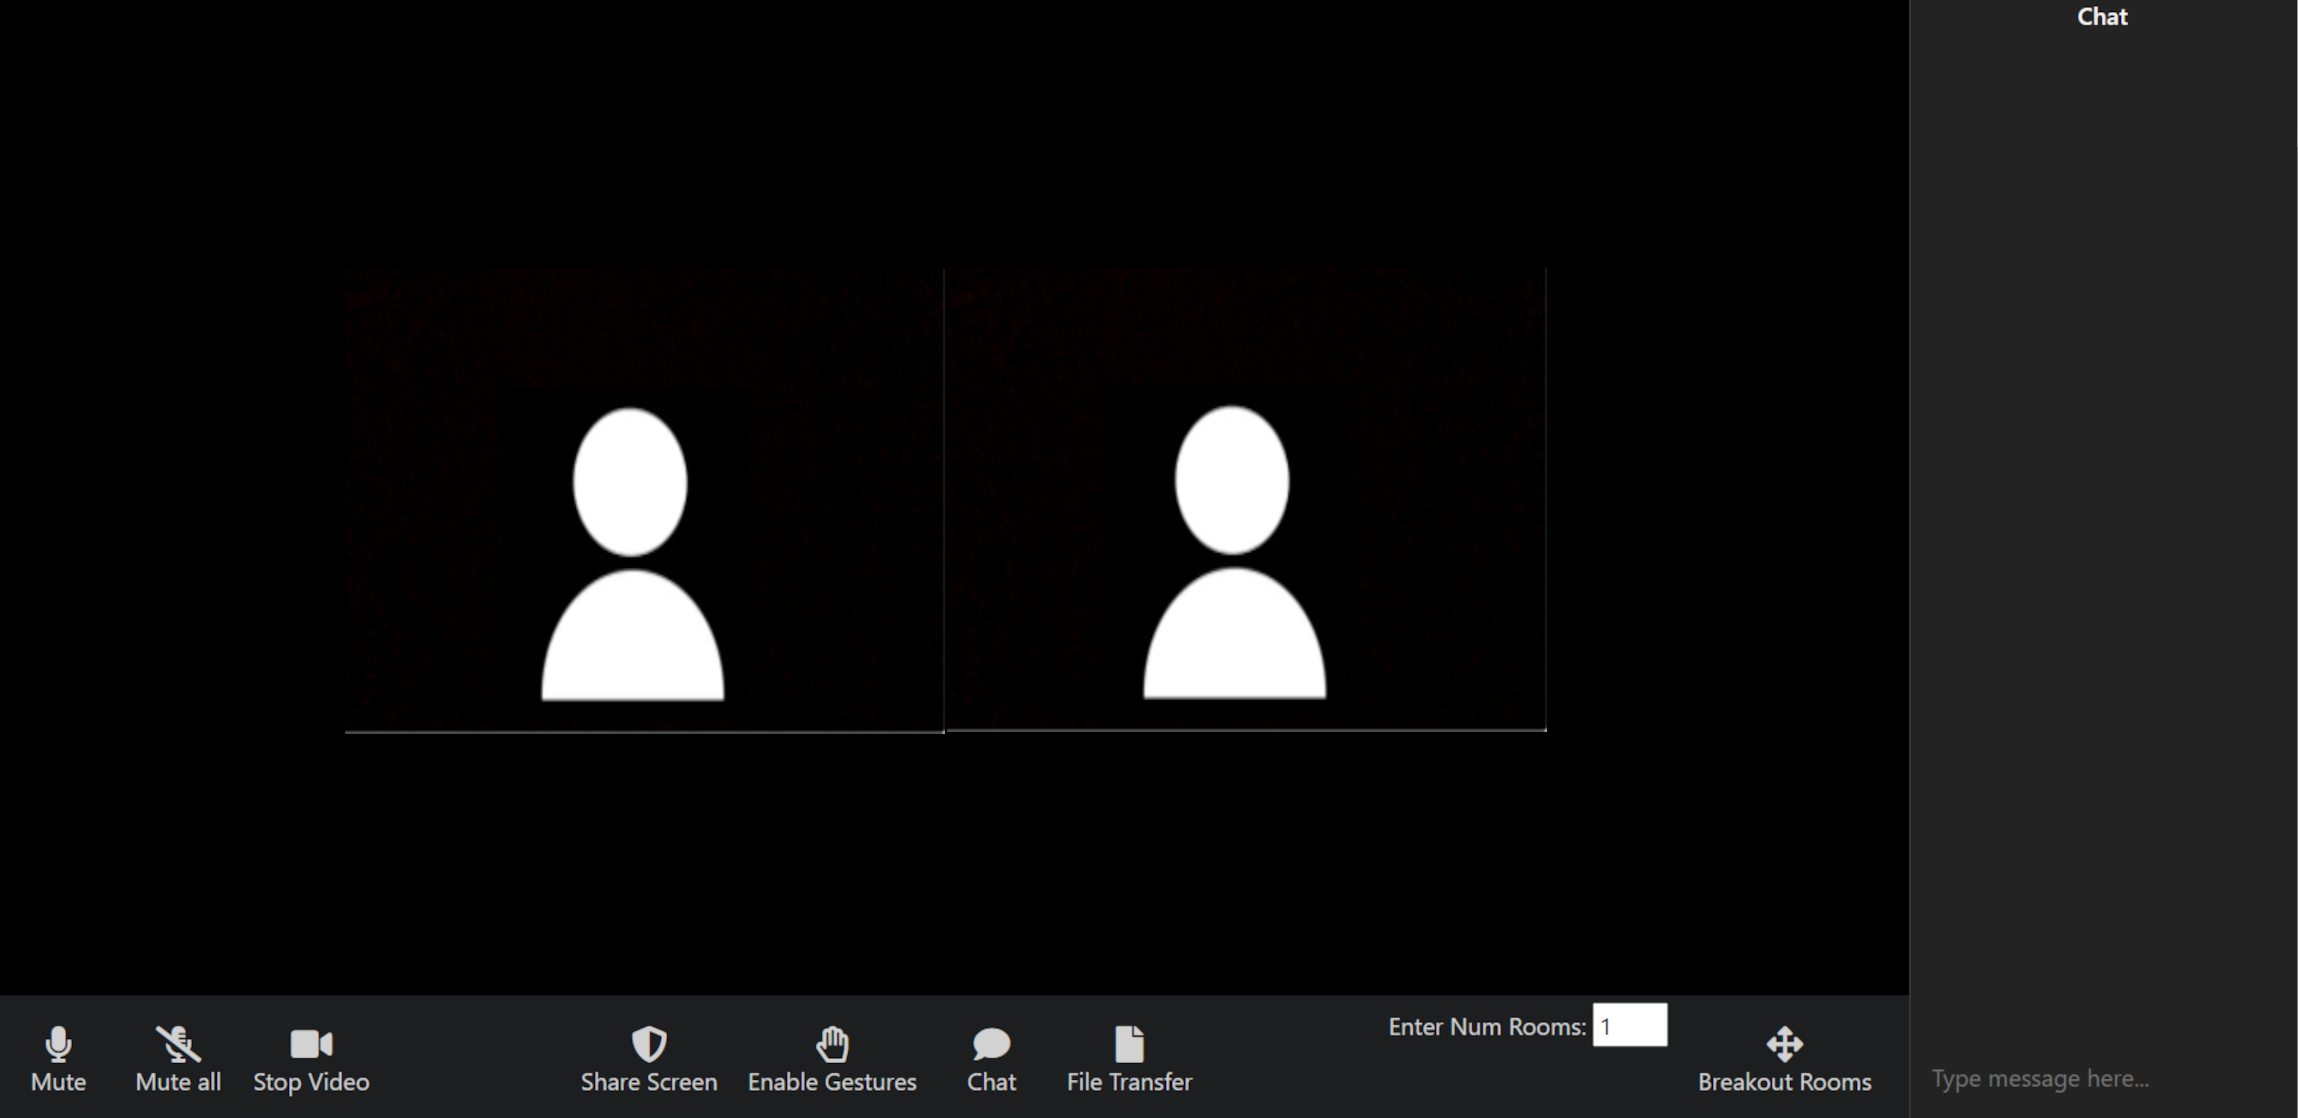 Chat
Enter Num Rooms: 1
Mute
Mute all
Stop Video
Share Screen
Enable Gestures
Chat
File Transfer
Breakout Rooms
Type message here...